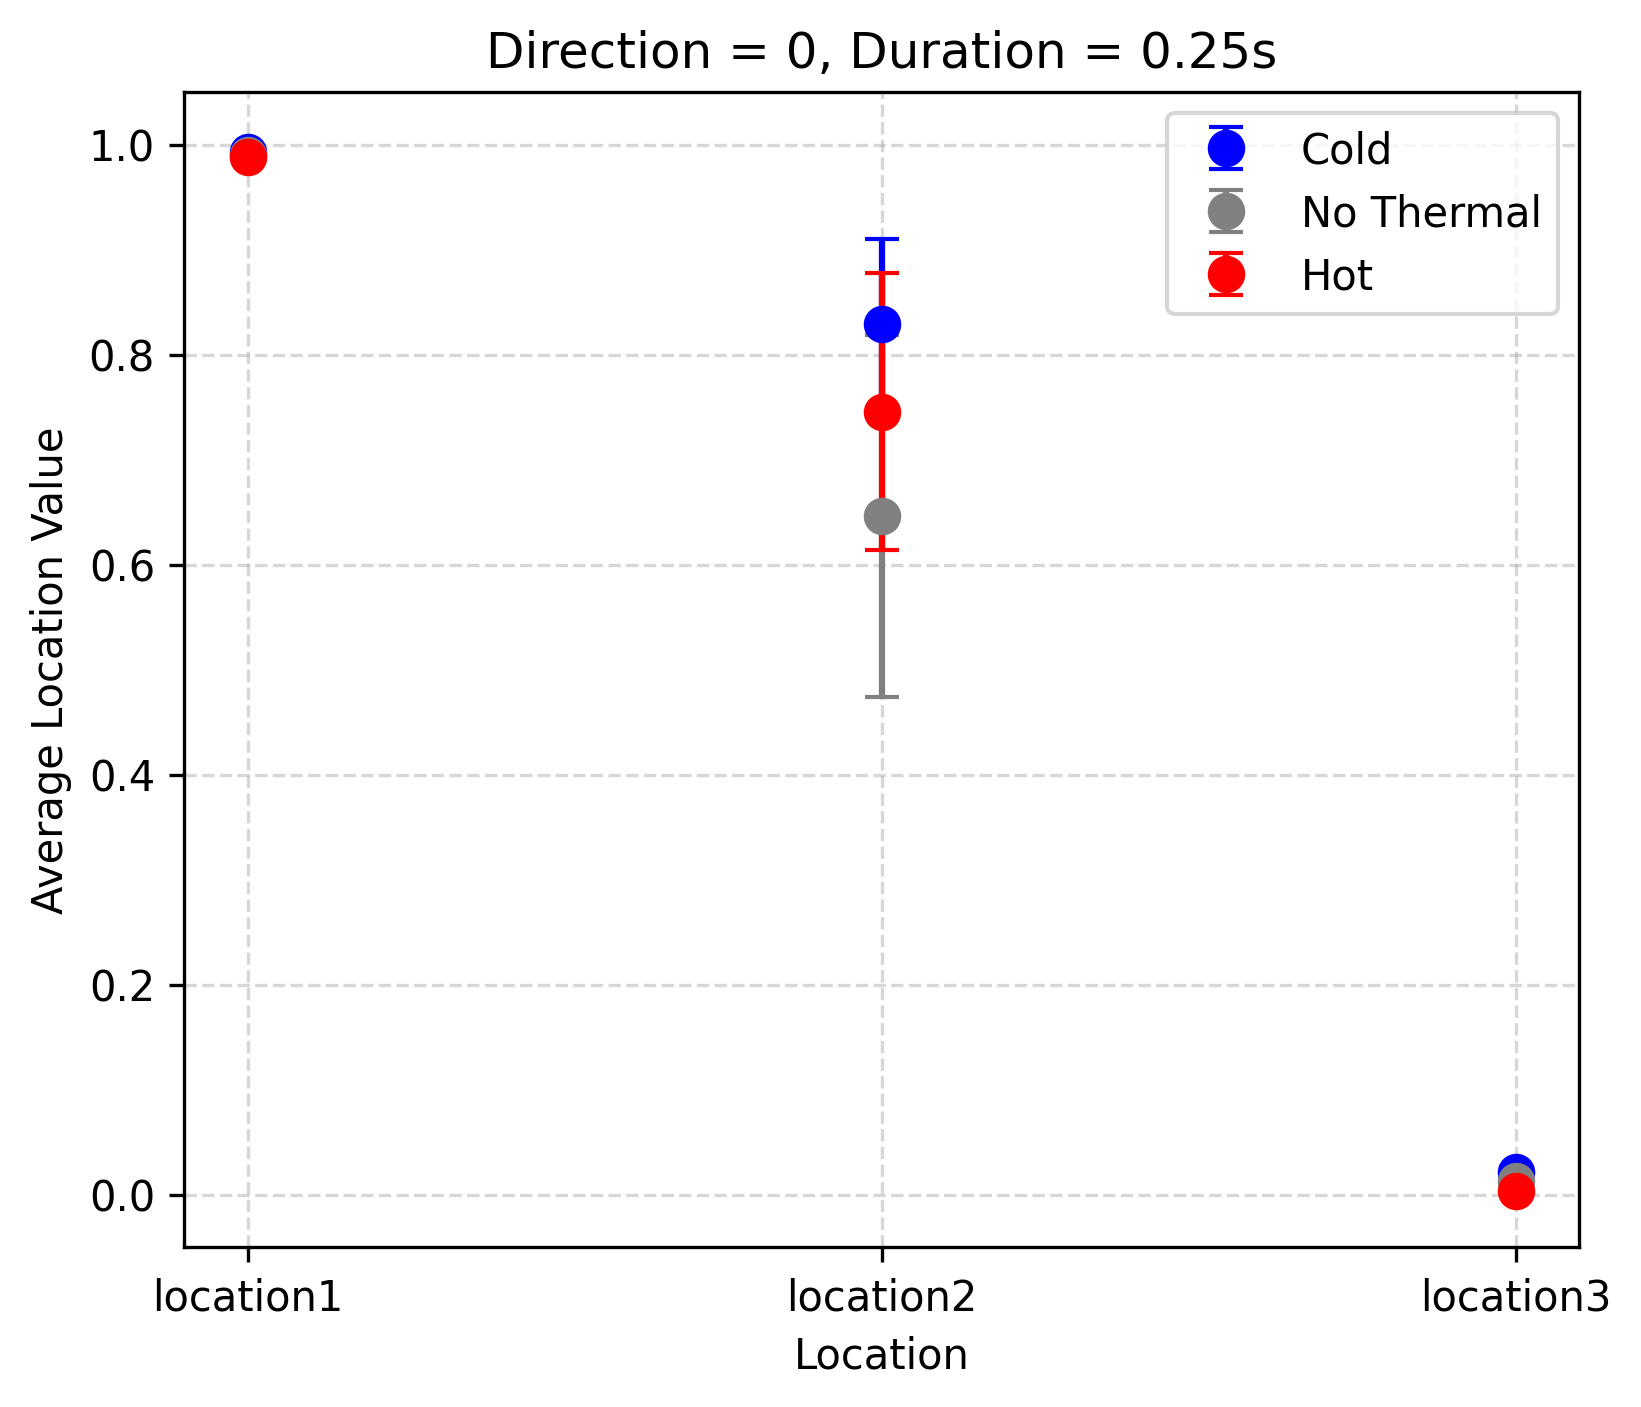 Direction = 0, Duration = 0.25s
Cold
No Thermal
Hot
1.0
0.8
0.6
0.4
0.2
0.0
Average Location Value
location1
location2
location3
Location